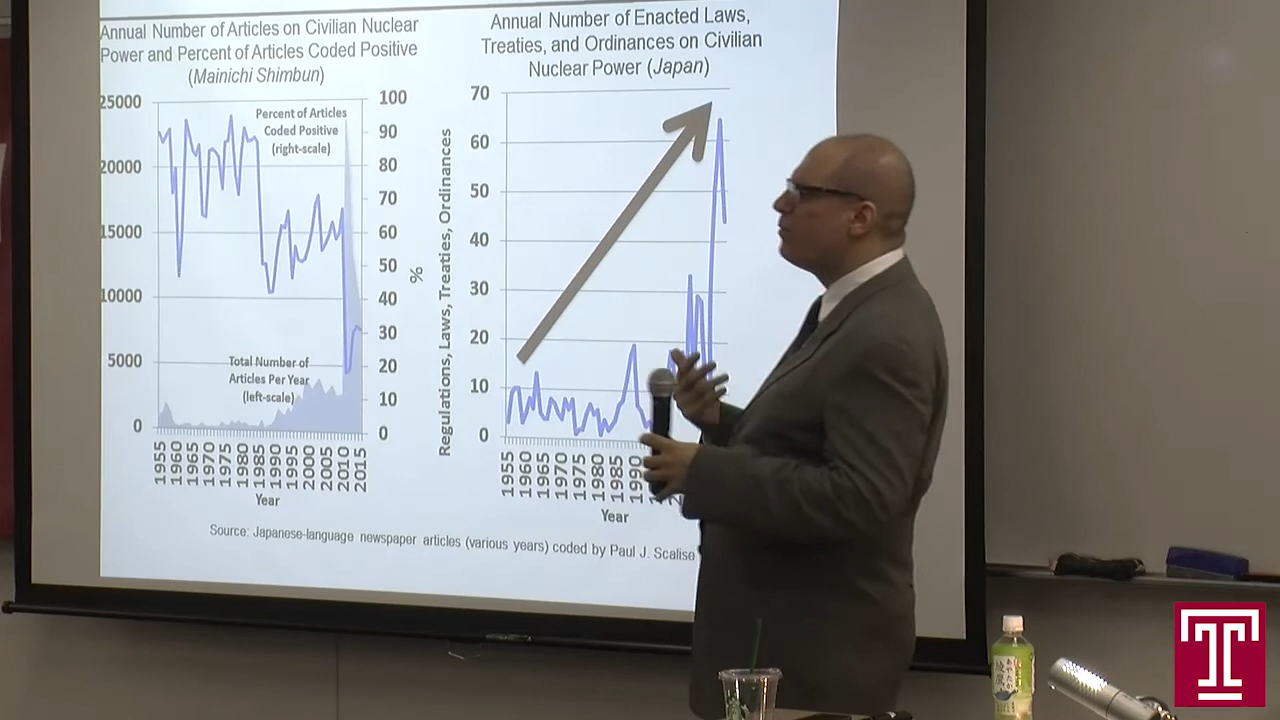 Annual Number of Articles on Civilian Nuclear
Power and Percent of Articles Coded Positive
(Mainichi Shimbun)
25000
20000
15000
10000
5000
0
100
90
80
70
60
50
40
30
20
10
0
%
Percent of Articles
Coded Positive
(right-scale)
Total Number of
Articles Per Year
(left-scale)
1955
1960
1965
1970
1975
1980
1985
1990
1995
2000
2005
2010
2015
Year
Annual Number of Enacted Laws,
Treaties, and Ordinances on Civilian
Nuclear Power (Japan)
Regulations, Laws, Treaties, Ordinances
70
60
50
40
30
20
10
0
1955
1960
1965
1970
1975
1980
1985
1990
Year
Source: Japanese-language newspaper articles (various years) coded by Paul J. Scalise
T